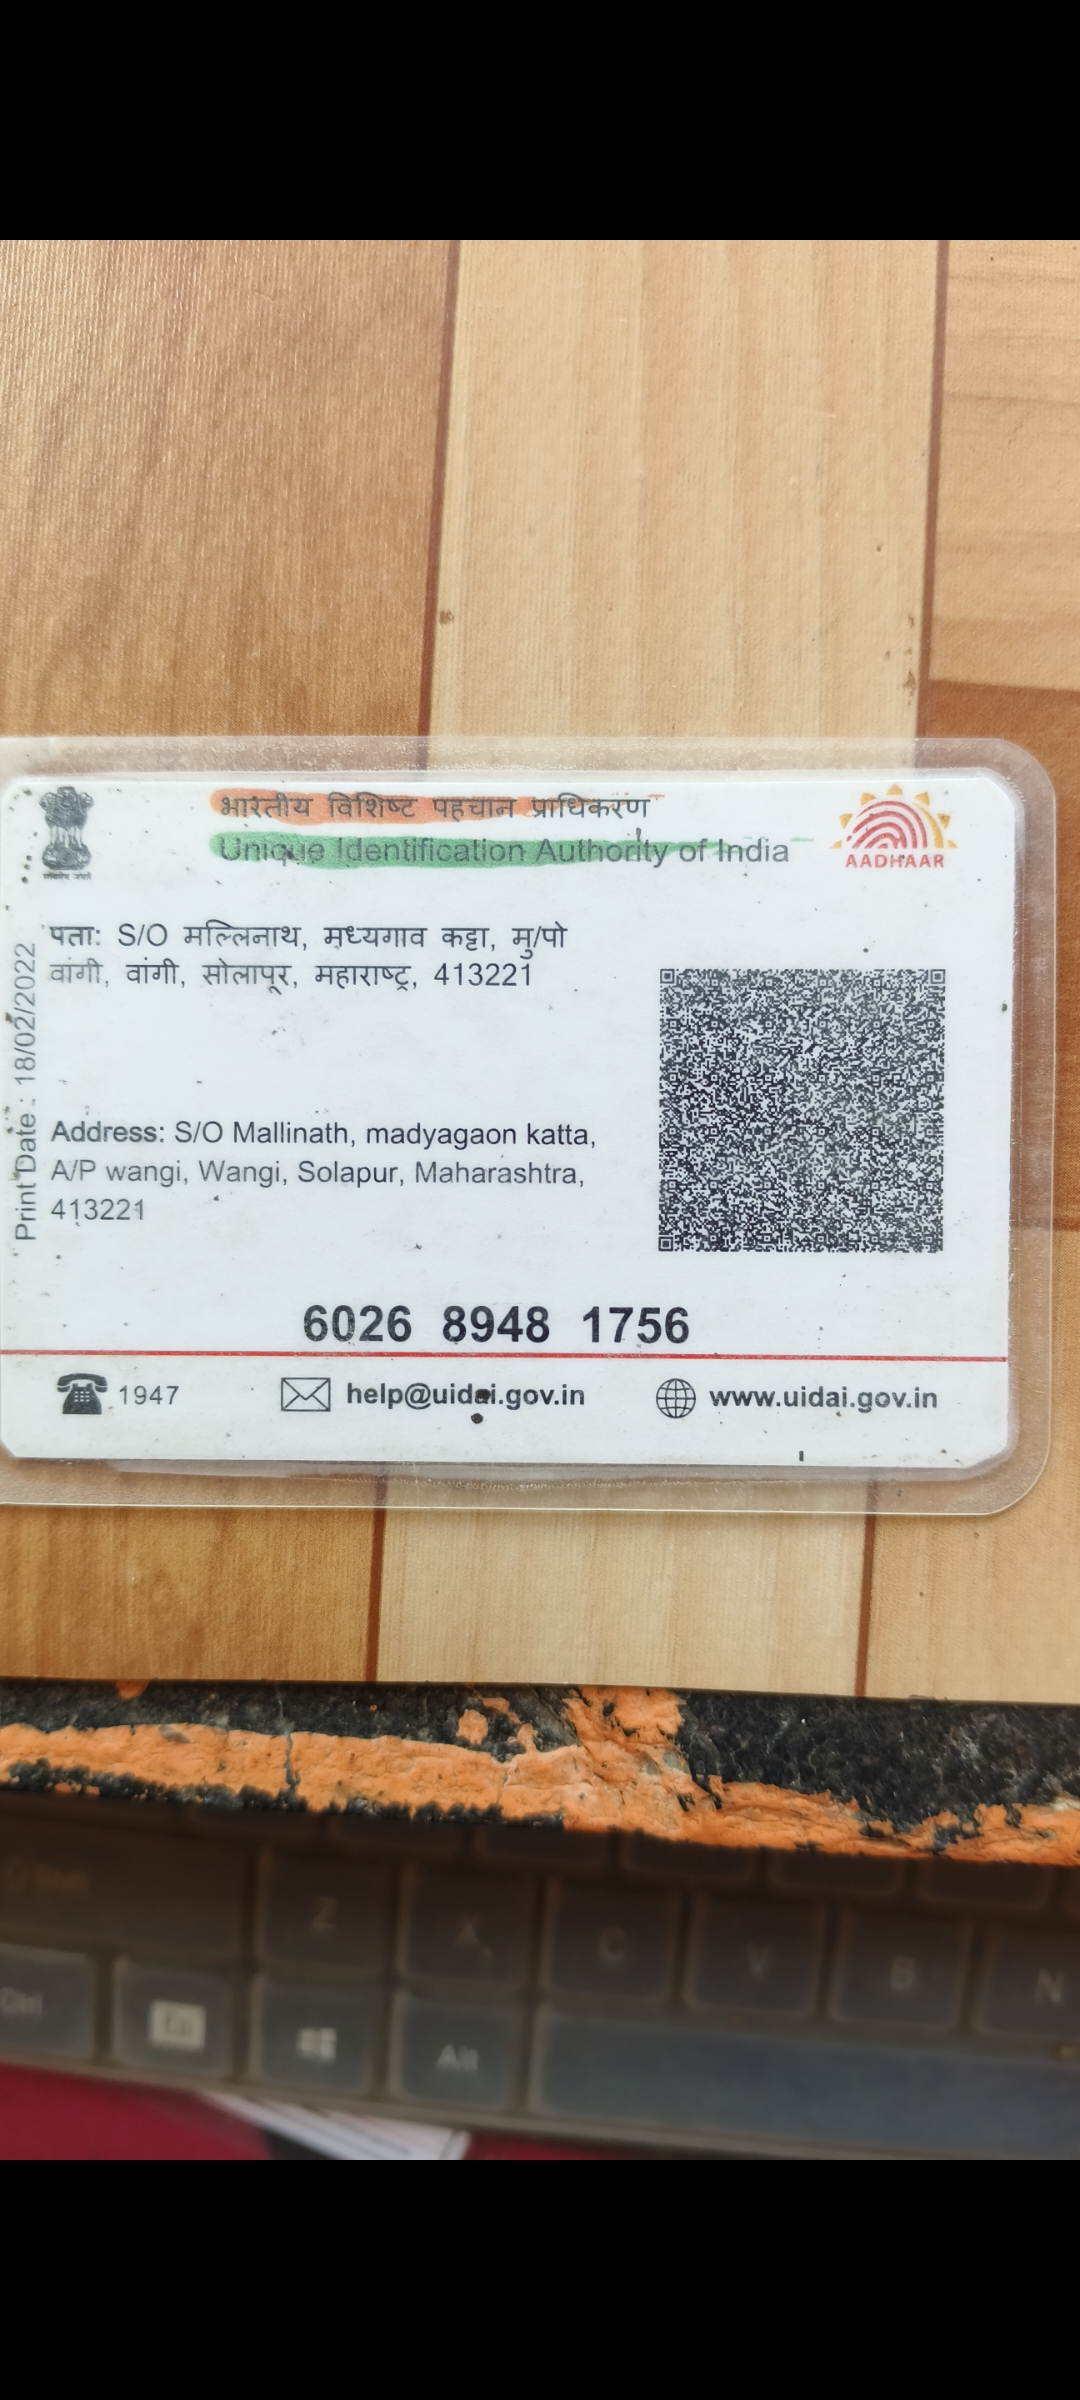 भारतीय विशिष्ट पहचान प्राधिकरण
Unique Identification Authority of India
AADHAAR
पता: S/O मल्लिनाथ, मध्यगाव कट्टा, मु/पो
वांगी, वांगी, सोलापूर, महाराष्ट्र, 413221
Print Date : 18/02/2022
Address: S/O Mallinath, madyagaon katta,
A/P wangi, Wangi, Solapur, Maharashtra,
413221
6026 8948 1756
1947 help@uidai.gov.in www.uidai.gov.in
Z X C V B N
Ctrl Alt